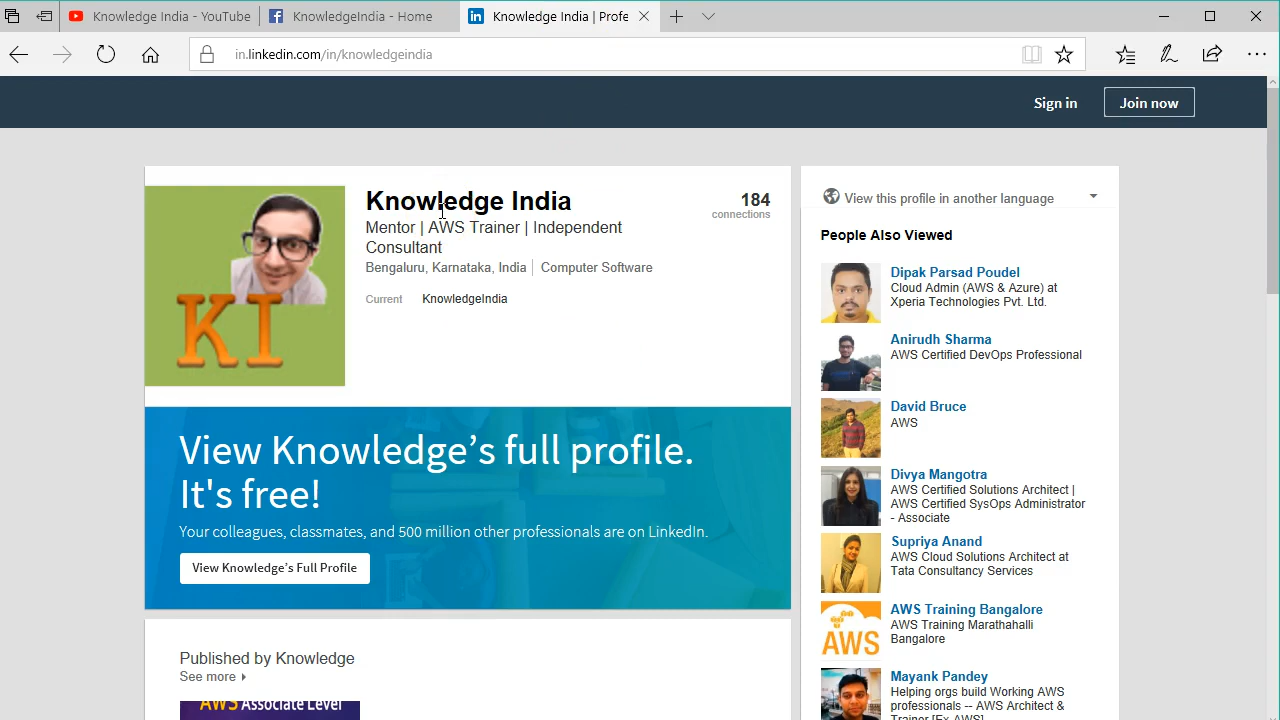 Knowledge India - YouTube
KnowledgeIndia - Home
Knowledge India | Profe
in.linkedin.com/in/knowledgeindia
Sign in
Join now
Knowledge India
Mentor | AWS Trainer | Independent
Consultant
Bengaluru, Karnataka, India
Computer Software
Current
KnowledgeIndia
184
connections
KI
View Knowledge's full profile.
It's free!
Your colleagues, classmates, and 500 million other professionals are on LinkedIn.
View Knowledge's Full Profile
Published by Knowledge
See more
AWS Associate Level
View this profile in another language
People Also Viewed
Dipak Parsad Poudel
Cloud Admin (AWS & Azure) at
Xperia Technologies Pvt. Ltd.
Anirudh Sharma
AWS Certified DevOps Professional
David Bruce
AWS
Divya Mangotra
AWS Certified Solutions Architect |
AWS Certified SysOps Administrator
- Associate
Supriya Anand
AWS Cloud Solutions Architect at
Tata Consultancy Services
AWS
AWS Training Bangalore
AWS Training Marathahalli
Bangalore
Mayank Pandey
Helping orgs build Working AWS
professionals -- AWS Architect &
Trainer [Ex-AWS]